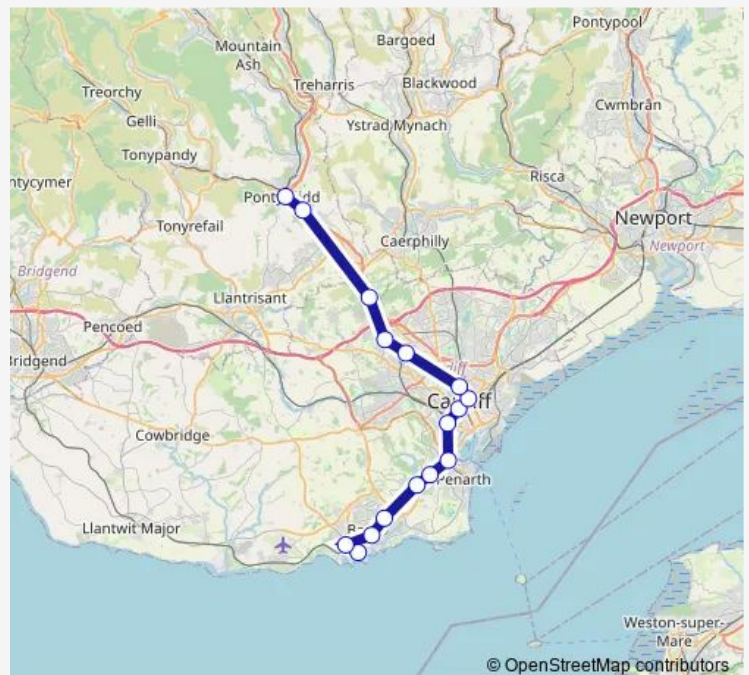 Pontypool
Mountain
Ash
Bargoed
Treharris
Blackwood
Treorchy
Cwmbran
Gelli
Ystrad Mynach
Tonypandy
Risca
ntycymer
Newport
Tonyrefail
Caerphilly
Newport
Bridgend
Llantrisant
Pencoed
Bridgend
Cowbridge
Penarth
Llantwit Major
Weston-super-
Mare
© OpenStreetMap contributors